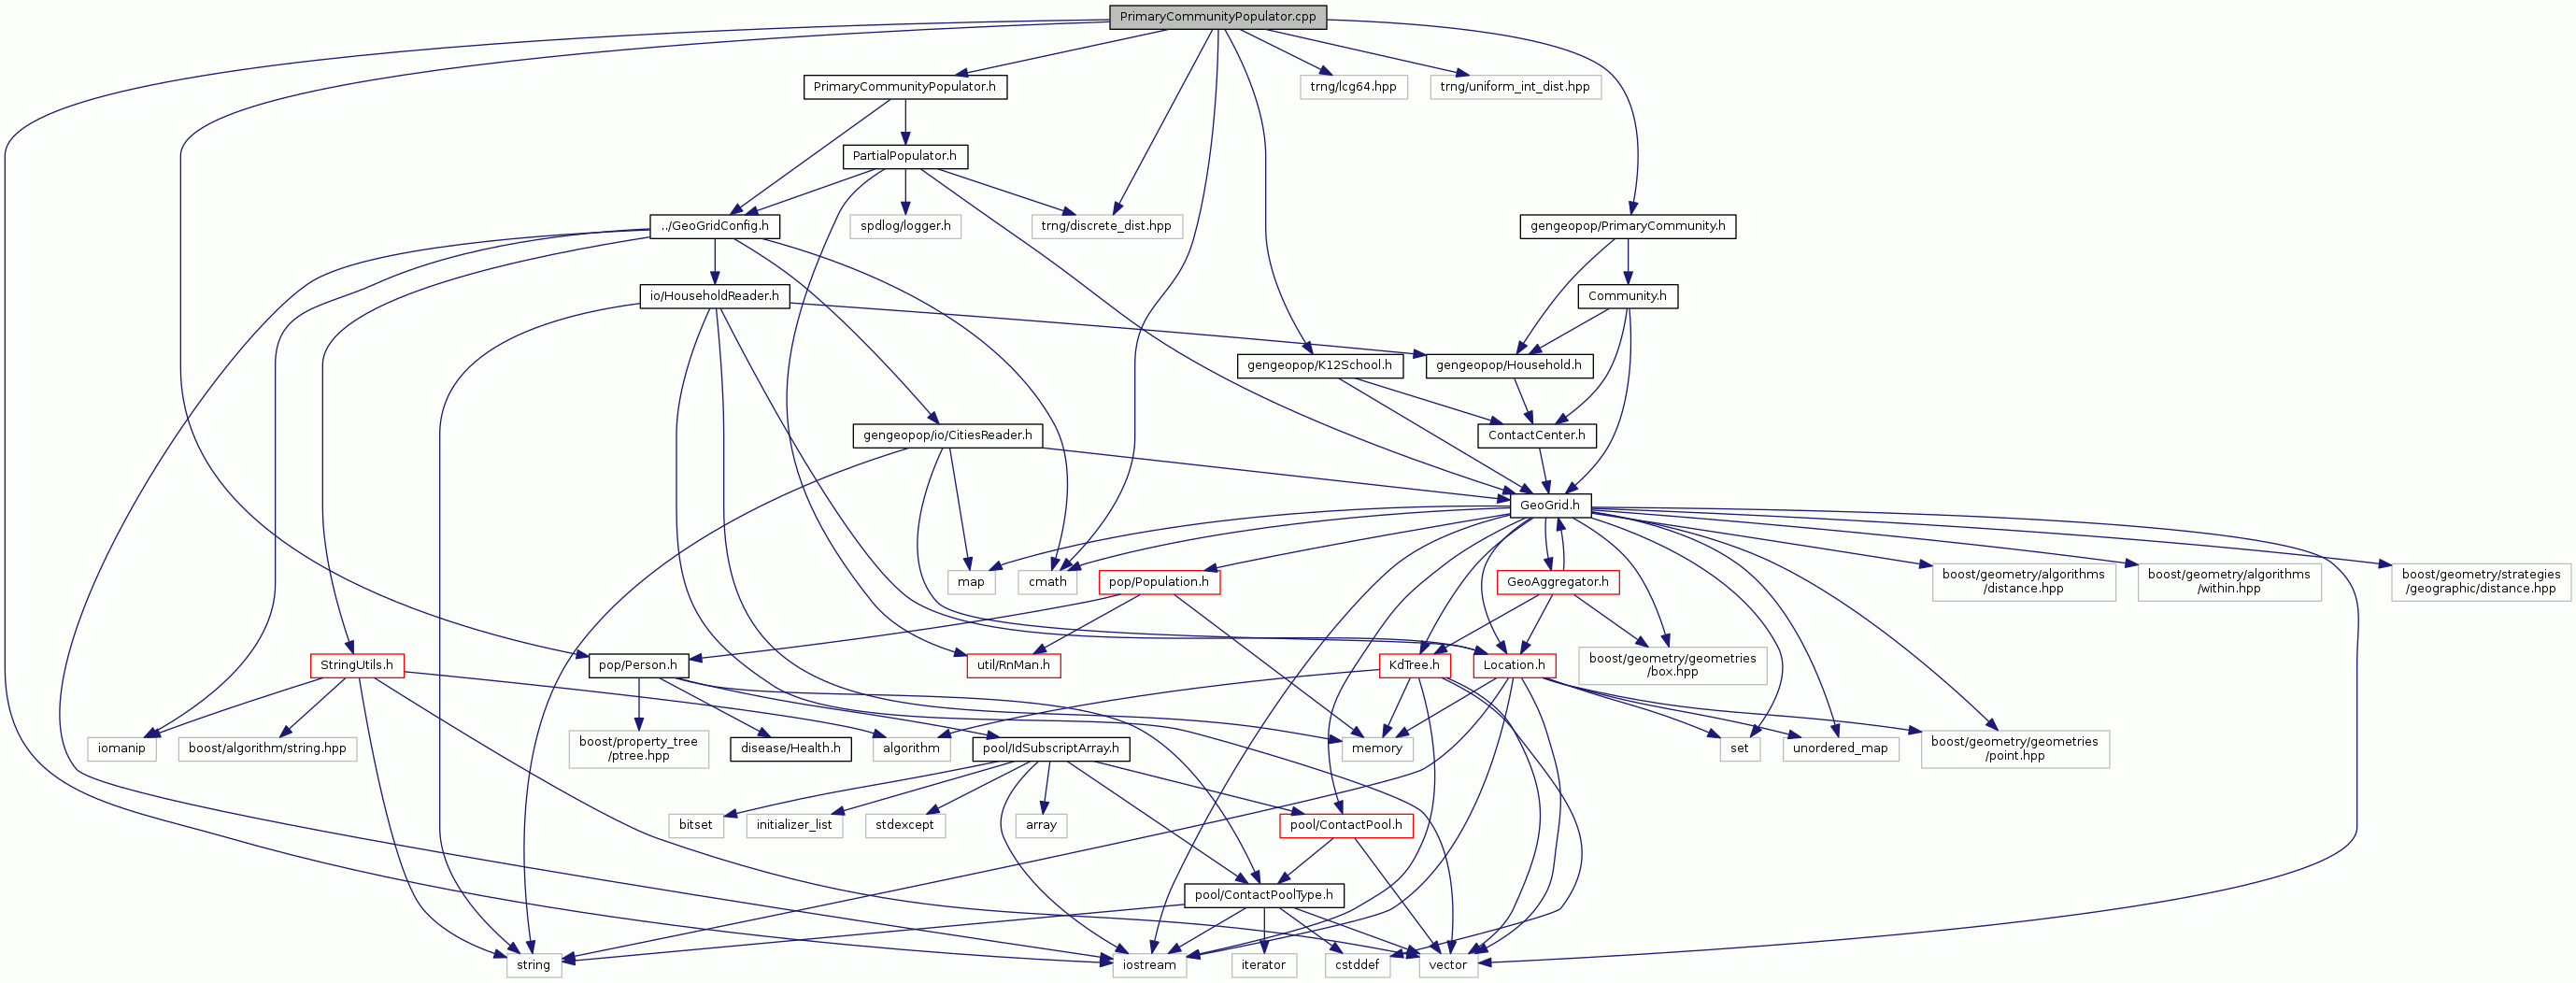 PrimaryCommunityPopulator.cpp
PrimaryCommunityPopulator.h
trng/lcg64.hpp
trng/uniform_int_dist.hpp
PartialPopulator.h
../GeoGridConfig.h
spdlog/logger.h
trng/discrete_dist.hpp
gengeopop/PrimaryCommunity.h
io/HouseholdReader.h
Community.h
gengeopop/K12School.h
gengeopop/Household.h
gengeopop/io/CitiesReader.h
ContactCenter.h
GeoGrid.h
map
cmath
pop/Population.h
GeoAggregator.h
boost/geometry/algorithms
/distance.hpp
boost/geometry/algorithms
/within.hpp
boost/geometry/strategies
/geographic/distance.hpp
StringUtils.h
pop/Person.h
util/RnMan.h
KdTree.h
Location.h
boost/geometry/geometries
/box.hpp
iomanip
boost/algorithm/string.hpp
boost/property_tree
/ptree.hpp
disease/Health.h
algorithm
pool/IdSubscriptArray.h
memory
set
unordered_map
boost/geometry/geometries
/point.hpp
bitset
initializer_list
stdexcept
array
pool/ContactPool.h
pool/ContactPoolType.h
string
iostream
iterator
cstddef
vector